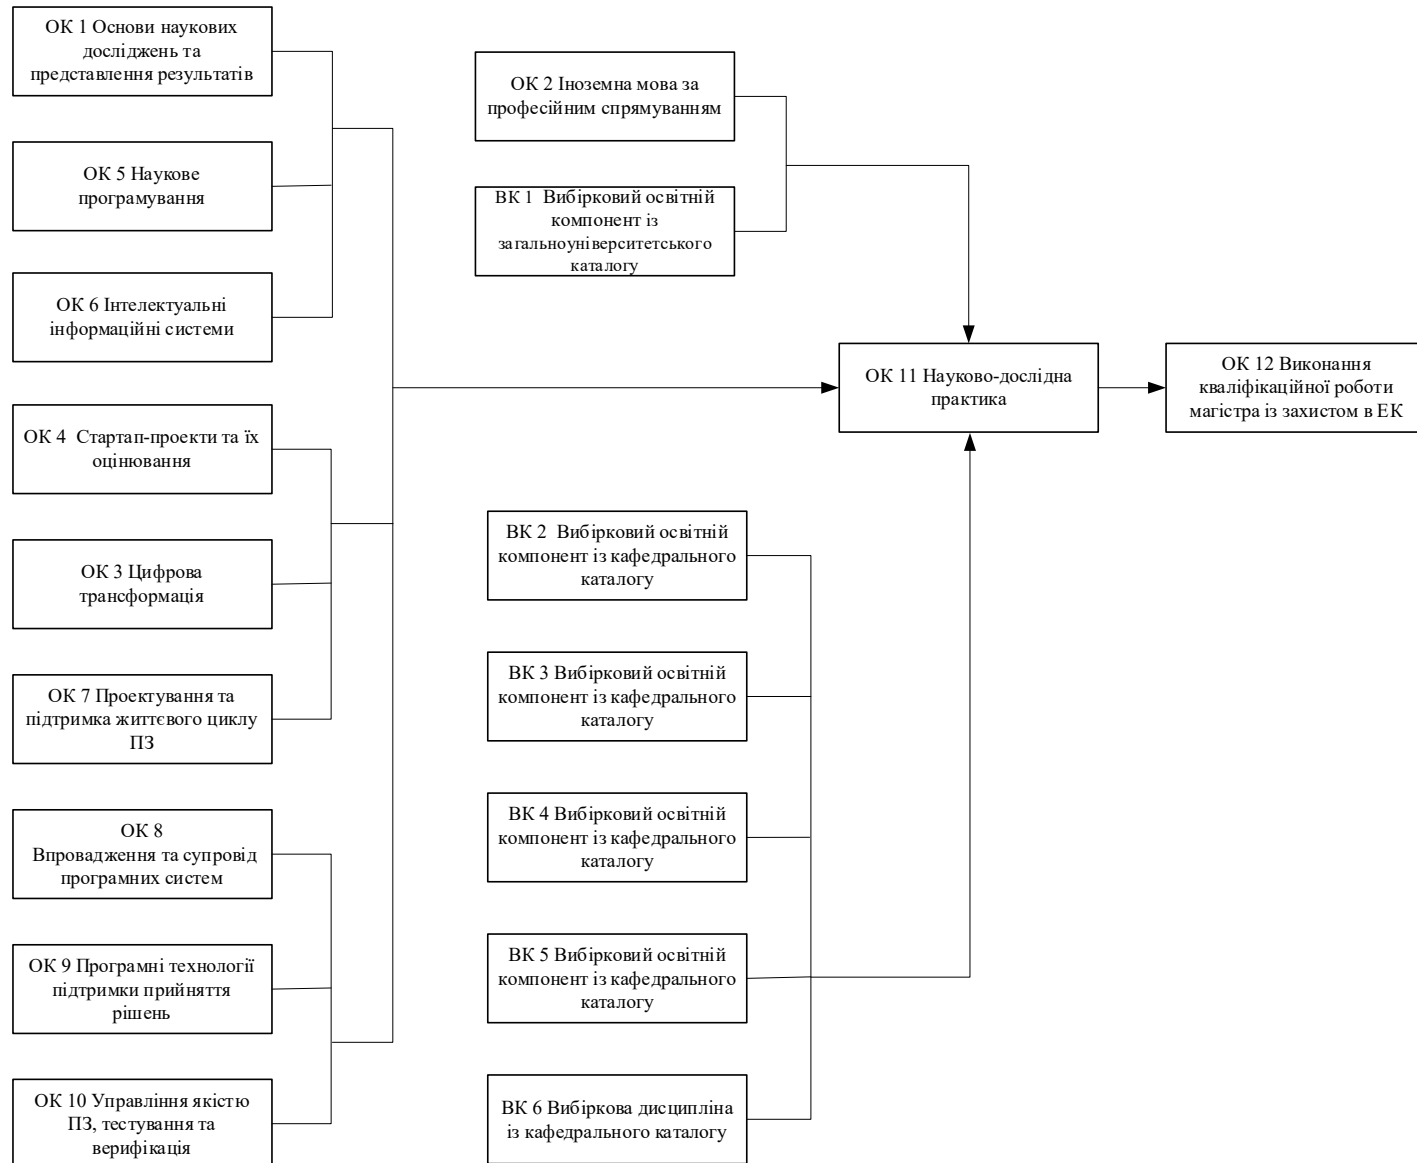 ОК 1 Основи наукових
досліджень та
представлення результатів
ОК 5 Наукове
програмування
ОК 6 Інтелектуальні
інформаційні системи
ОК 4  Стартап-проекти та їх
оцінювання
ОК 3 Цифрова
трансформація
ОК 7 Проектування та
підтримка життєвого циклу
ПЗ
ОК 8
Впровадження та супровід
програмних систем
ОК 9 Програмні технології
підтримки прийняття
рішень
ОК 10 Управління якістю
ПЗ, тестування та
верифікація
ОК 2 Іноземна мова за
професійним спрямуванням
ВК 1  Вибірковий освітній
компонент із
загальноуніверситетського
каталогу
ВК 2  Вибірковий освітній
компонент із кафедрального
каталогу
ВК 3 Вибірковий освітній
компонент із кафедрального
каталогу
ВК 4 Вибірковий освітній
компонент із кафедрального
каталогу
ВК 5 Вибірковий освітній
компонент із кафедрального
каталогу
ВК 6 Вибіркова дисципліна
із кафедрального каталогу
ОК 11 Науково-дослідна
практика
ОК 12 Виконання
кваліфікаційної роботи
магістра із захистом в ЕК